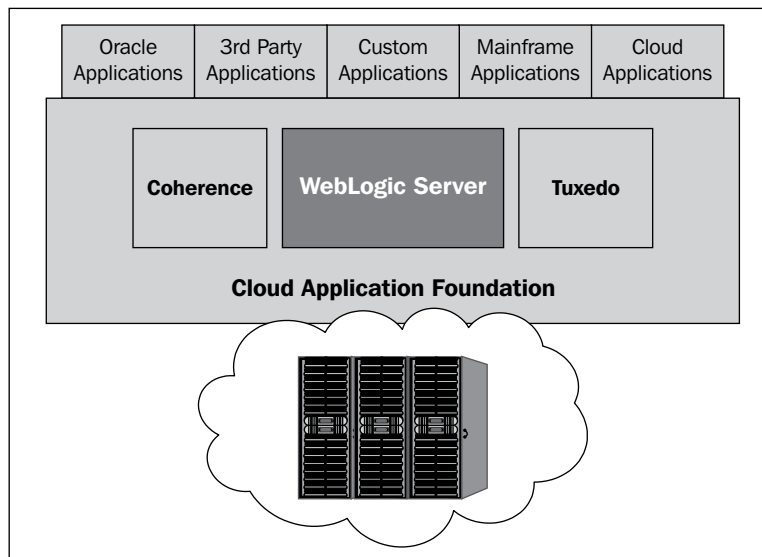 Oracle
Applications
3rd Party
Applications
Custom
Applications
Mainframe
Applications
Cloud
Applications
Coherence
WebLogic Server
Tuxedo
Cloud Application Foundation